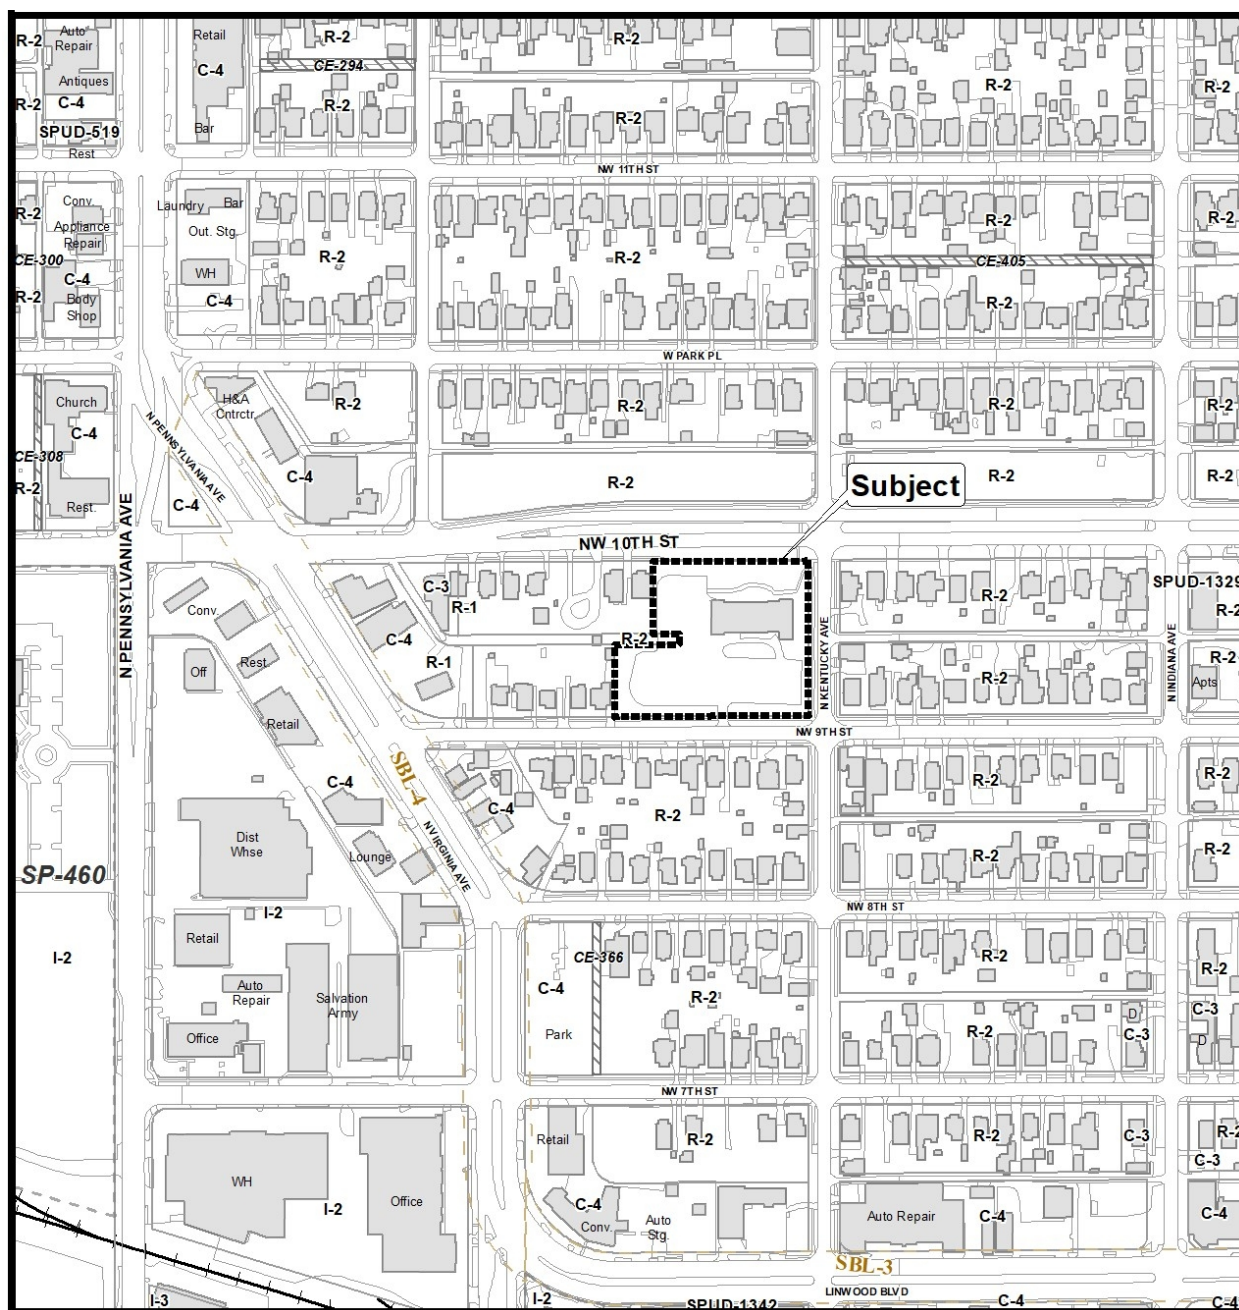 R-2
Auto
Repair
Retail
R-2
R-2
CE-294
C-4
R-2
R-2
Antiques
R-2
C-4
R-2
R-2
Bar
SPUD-519
Rest
NW 11TH ST
Conv.
Laundry
Bar
R-2
Appliance
Repair
Out. Stg.
R-2
R-2
R-2
R-2
CE-300
CE-405
C-4
WH
R-2
Body
Shop
C-4
R-2
W PARK PL
Church
H&A
Cntrctr
R-2
R-2
R-2
R-2
C-4
N PENNSYLVANIA AVE
CE-308
R-2
C-4
R-2
Subject
R-2
R-2
Rest.
C-4
N PENNSYLVANIA AVE
NW 10TH ST
C-3
R-1
R-2
SPUD-1329
R-2
Conv.
C-4
R-2
N KENTUCKY AVE
N INDIANA AVE
Off
Rest
R-1
R-2
R-2
Apts
Retail
NW 9TH ST
SBL-4
C-4
C-4
R-2
R-2
R-2
Dist
Whse
Lounge
N VIRGINIA AVE
R-2
R-2
SP-460
I-2
NW 8TH ST
Retail
I-2
CE-366
R-2
R-2
Auto
Repair
Salvation
Army
C-4
R-2
Park
Office
R-2
D
C-3
C-3
D
NW 7TH ST
Retail
R-2
R-2
C-3
R-2
C-3
WH
I-2
Office
C-4
Conv.
Auto
Stg.
Auto Repair
C-4
C-4
SBL-3
LINWOOD BLVD
I-3
I-2
SPUD-1342
C-4
C-4